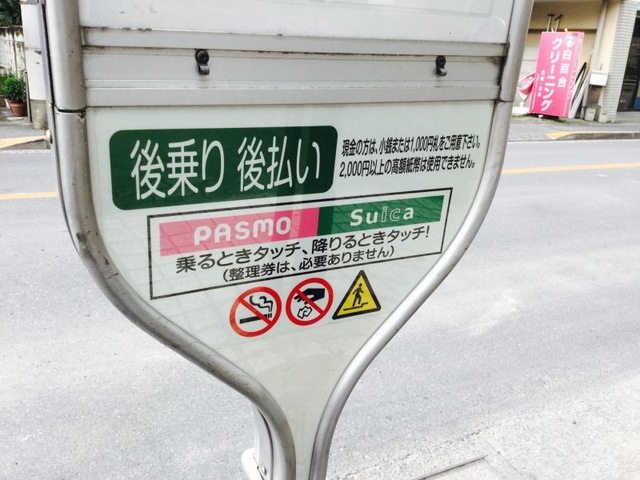 後乗り 後払い
現金の方は、小銭または1,000円札をご用意下さい。
2,000円以上の高額紙幣は使用できません。
PASMO Suica
乗るときタッチ、降りるときタッチ!
(整理券は、必要ありません)
白百合
クリーニング